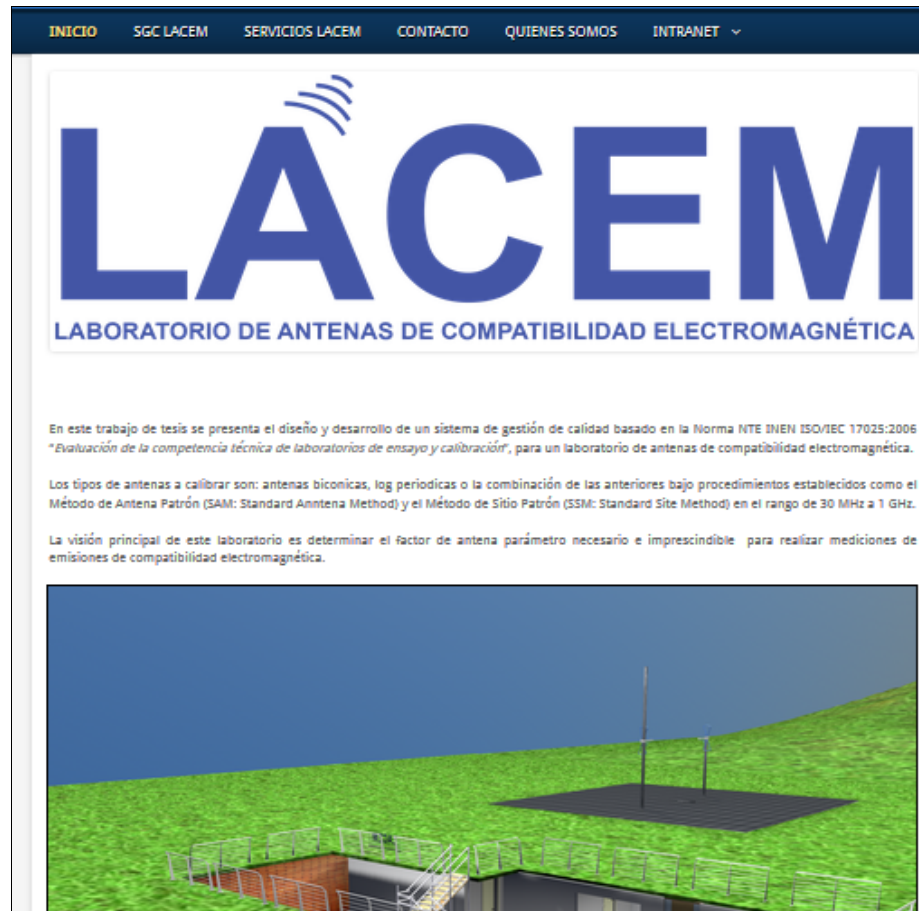 INICIO SGC LACEM SERVICIOS LACEM CONTACTO QUIENES SOMOS INTRANET
LACEM
LABORATORIO DE ANTENAS DE COMPATIBILIDAD ELECTROMAGNÉTICA
En este trabajo de tesis se presenta el diseño y desarrollo de un sistema de gestión de calidad basado en la Norma NTE INEN ISO/IEC 17025:2006
"Evaluación de la competencia técnica de laboratorios de ensayo y calibración", para un laboratorio de antenas de compatibilidad electromagnética.
Los tipos de antenas a calibrar son: antenas biconicas, log periodicas o la combinación de las anteriores bajo procedimientos establecidos como el
Método de Antena Patrón (SAM: Standard Anntena Method) y el Método de Sitio Patrón (SSM: Standard Site Method) en el rango de 30 MHz a 1 GHz.
La visión principal de este laboratorio es determinar el factor de antena parámetro necesario e imprescindible para realizar mediciones de
emisiones de compatibilidad electromagnética.